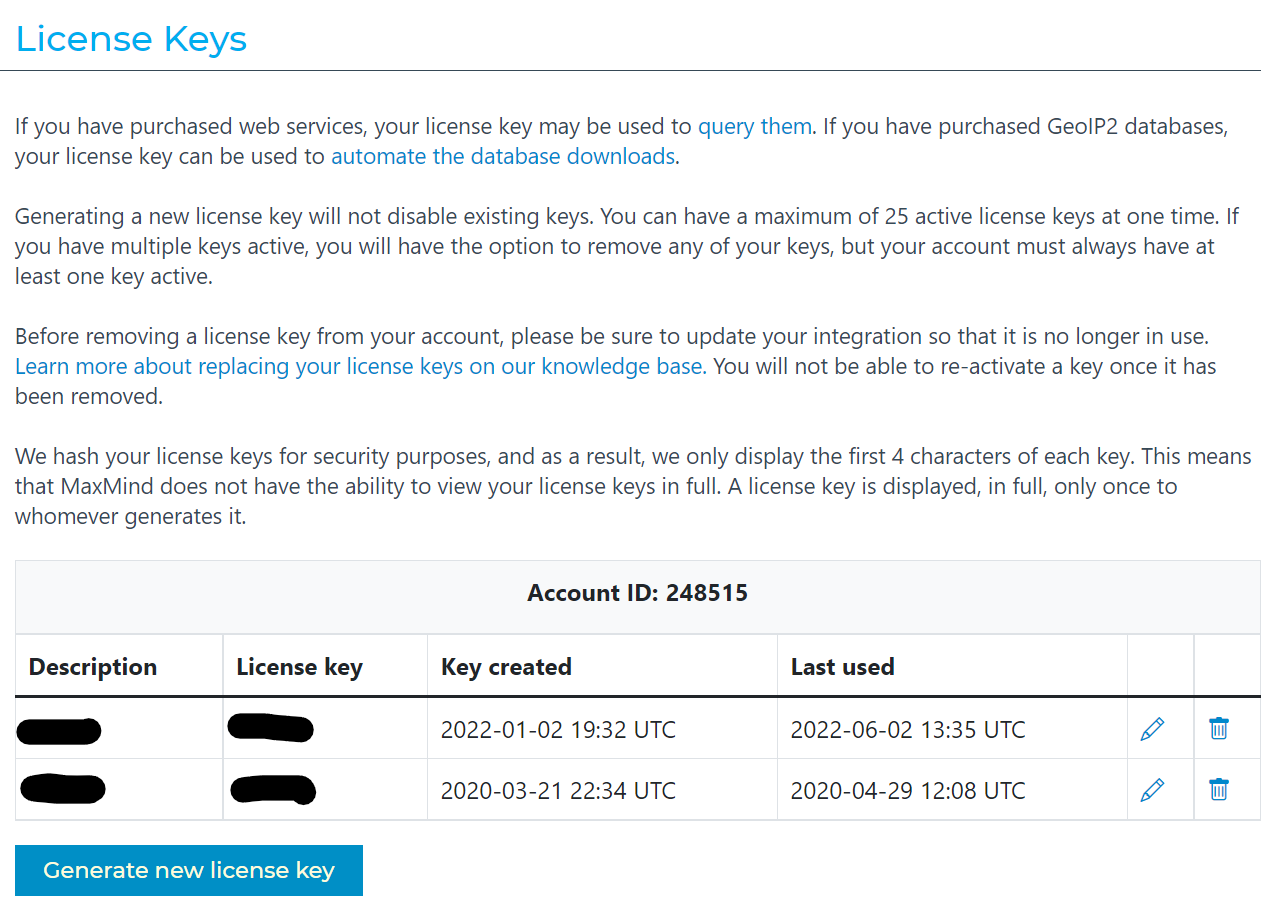 License Keys
If you have purchased web services, your license key may be used to query them. If you have purchased GeoIP2 databases,
your license key can be used to automate the database downloads.
Generating a new license key will not disable existing keys. You can have a maximum of 25 active license keys at one time. If
you have multiple keys active, you will have the option to remove any of your keys, but your account must always have at
least one key active.
Before removing a license key from your account, please be sure to update your integration so that it is no longer in use.
Learn more about replacing your license keys on our knowledge base. You will not be able to re-activate a key once it has
been removed.
We hash your license keys for security purposes, and as a result, we only display the first 4 characters of each key. This means
that MaxMind does not have the ability to view your license keys in full. A license key is displayed, in full, only once to
whomever generates it.
Account ID: 248515
Description License key Key created Last used
2022-01-02 19:32 UTC 2022-06-02 13:35 UTC
2020-03-21 22:34 UTC 2020-04-29 12:08 UTC
Generate new license key